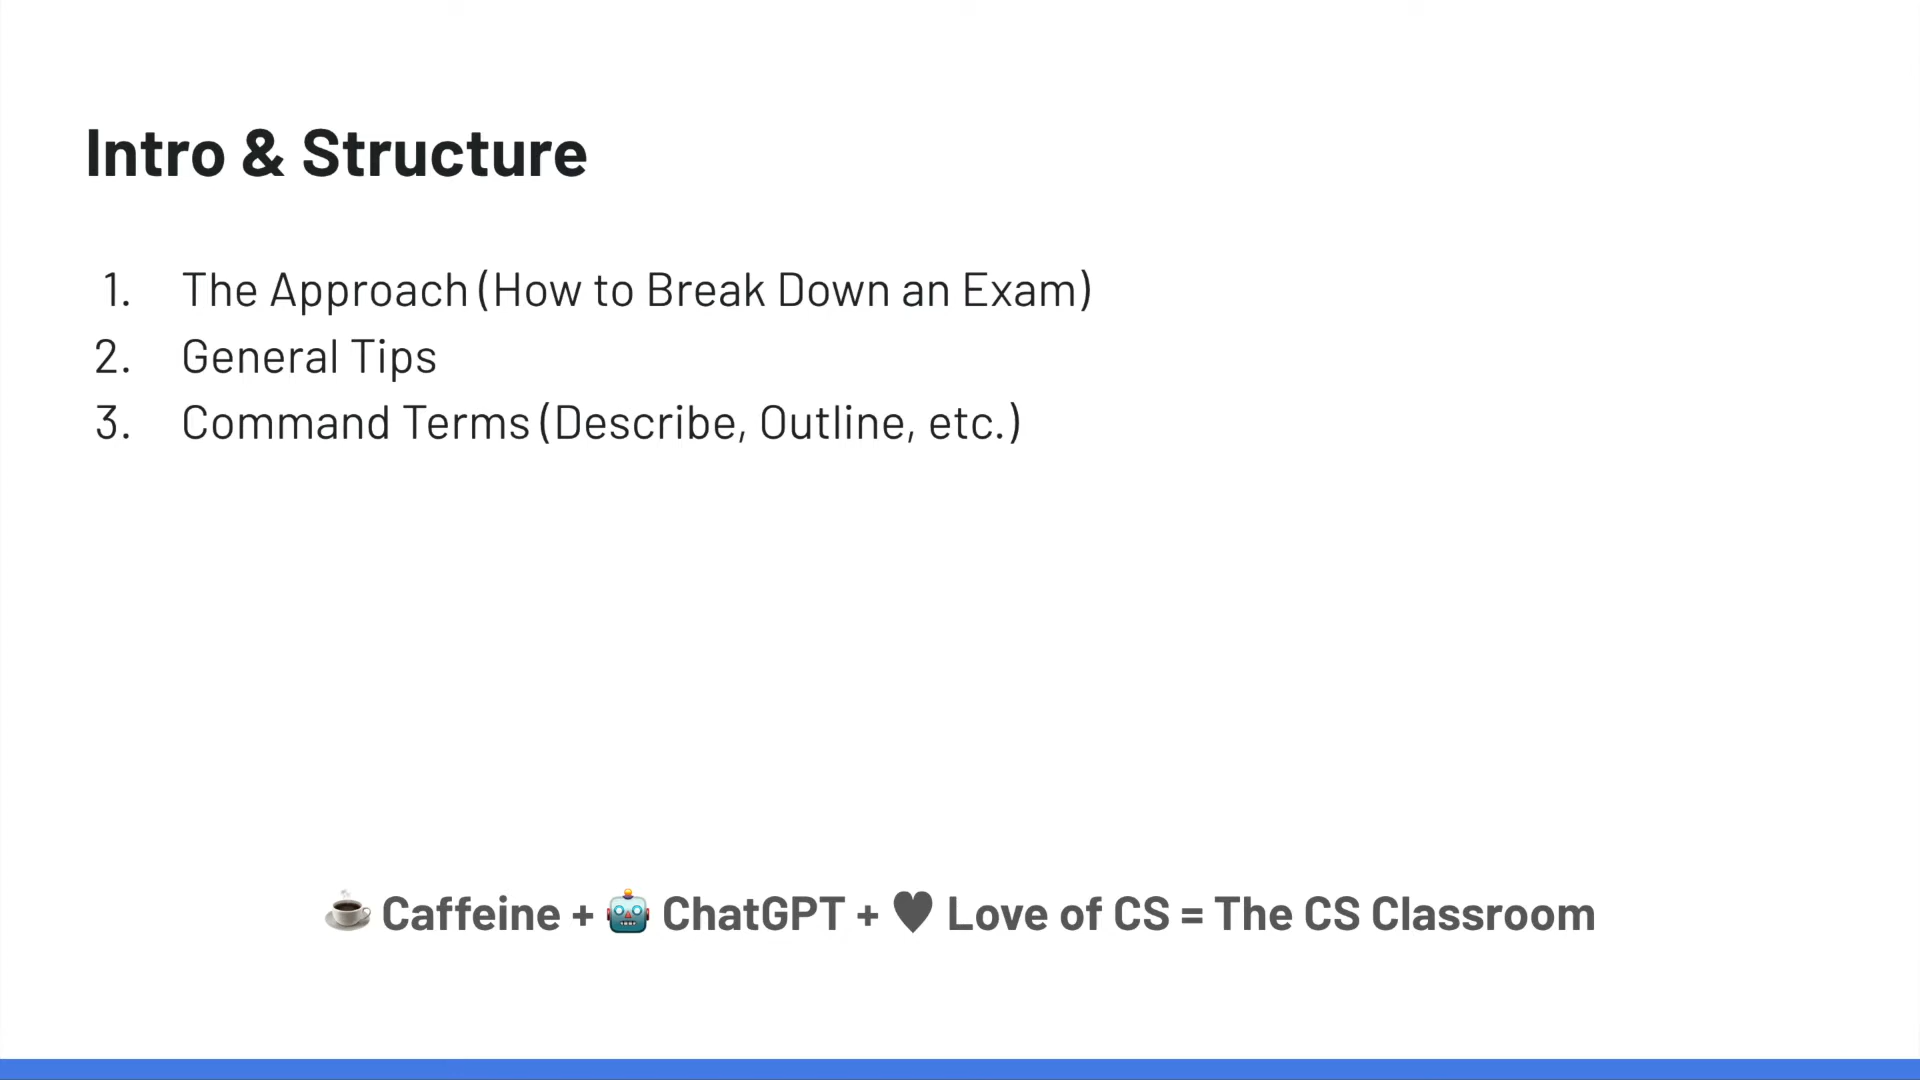 Intro & Structure
1. The Approach (How to Break Down an Exam)
2. General Tips
3. Command Terms (Describe, Outline, etc.)
☕ Caffeine + 🤖 ChatGPT + ♥ Love of CS = The CS Classroom